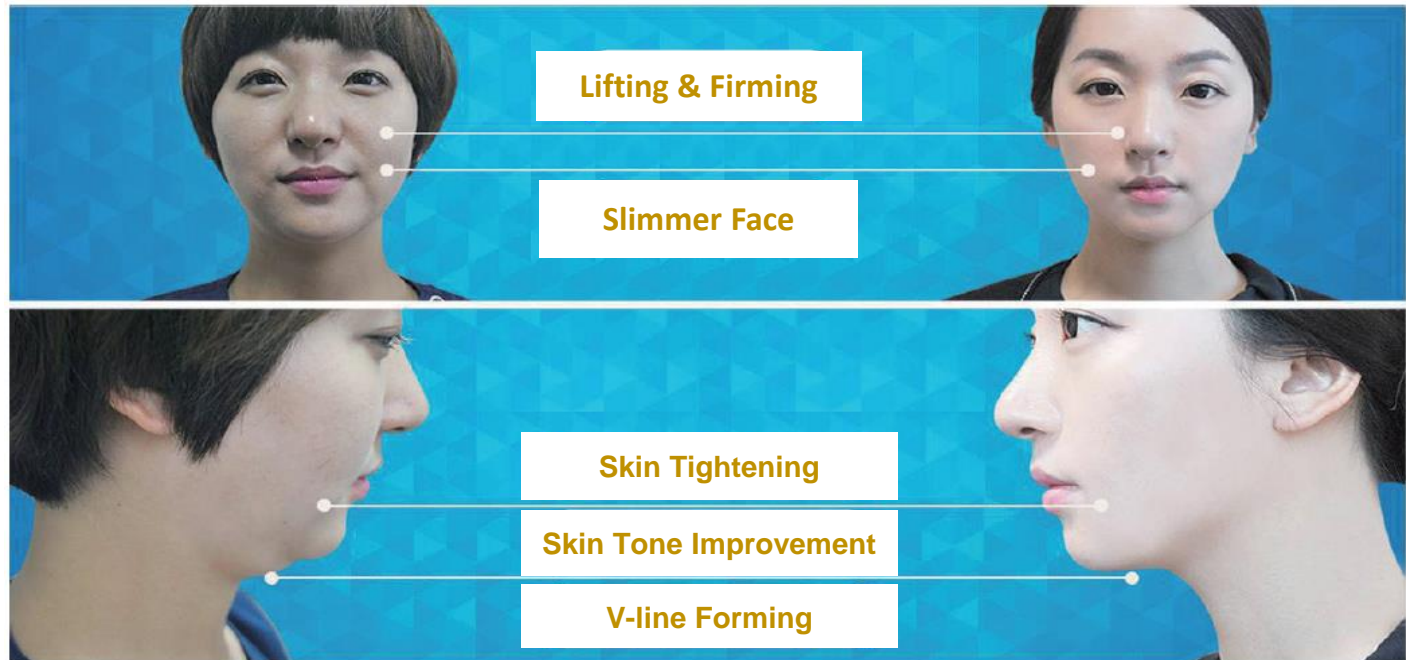 Lifting & Firming
Slimmer Face
Skin Tightening
Skin Tone Improvement
V-line Forming